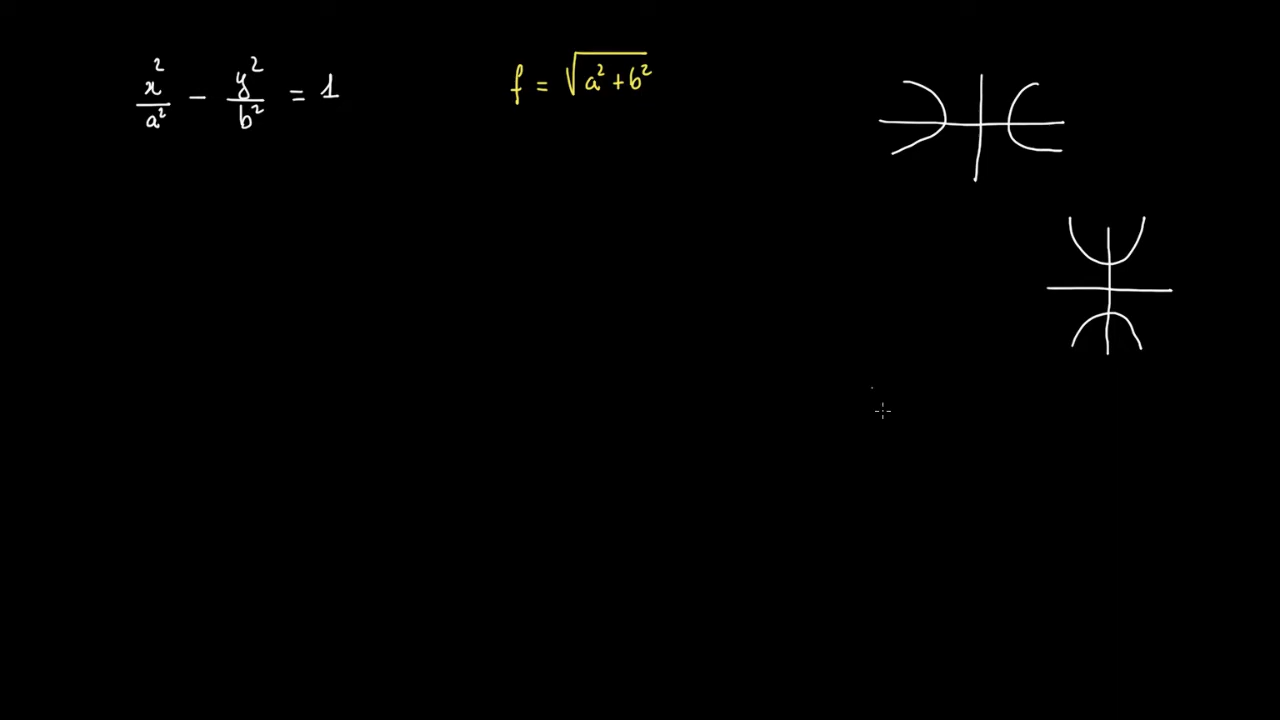 x²/a² − y²/b² = 1
f = √(a² + b²)